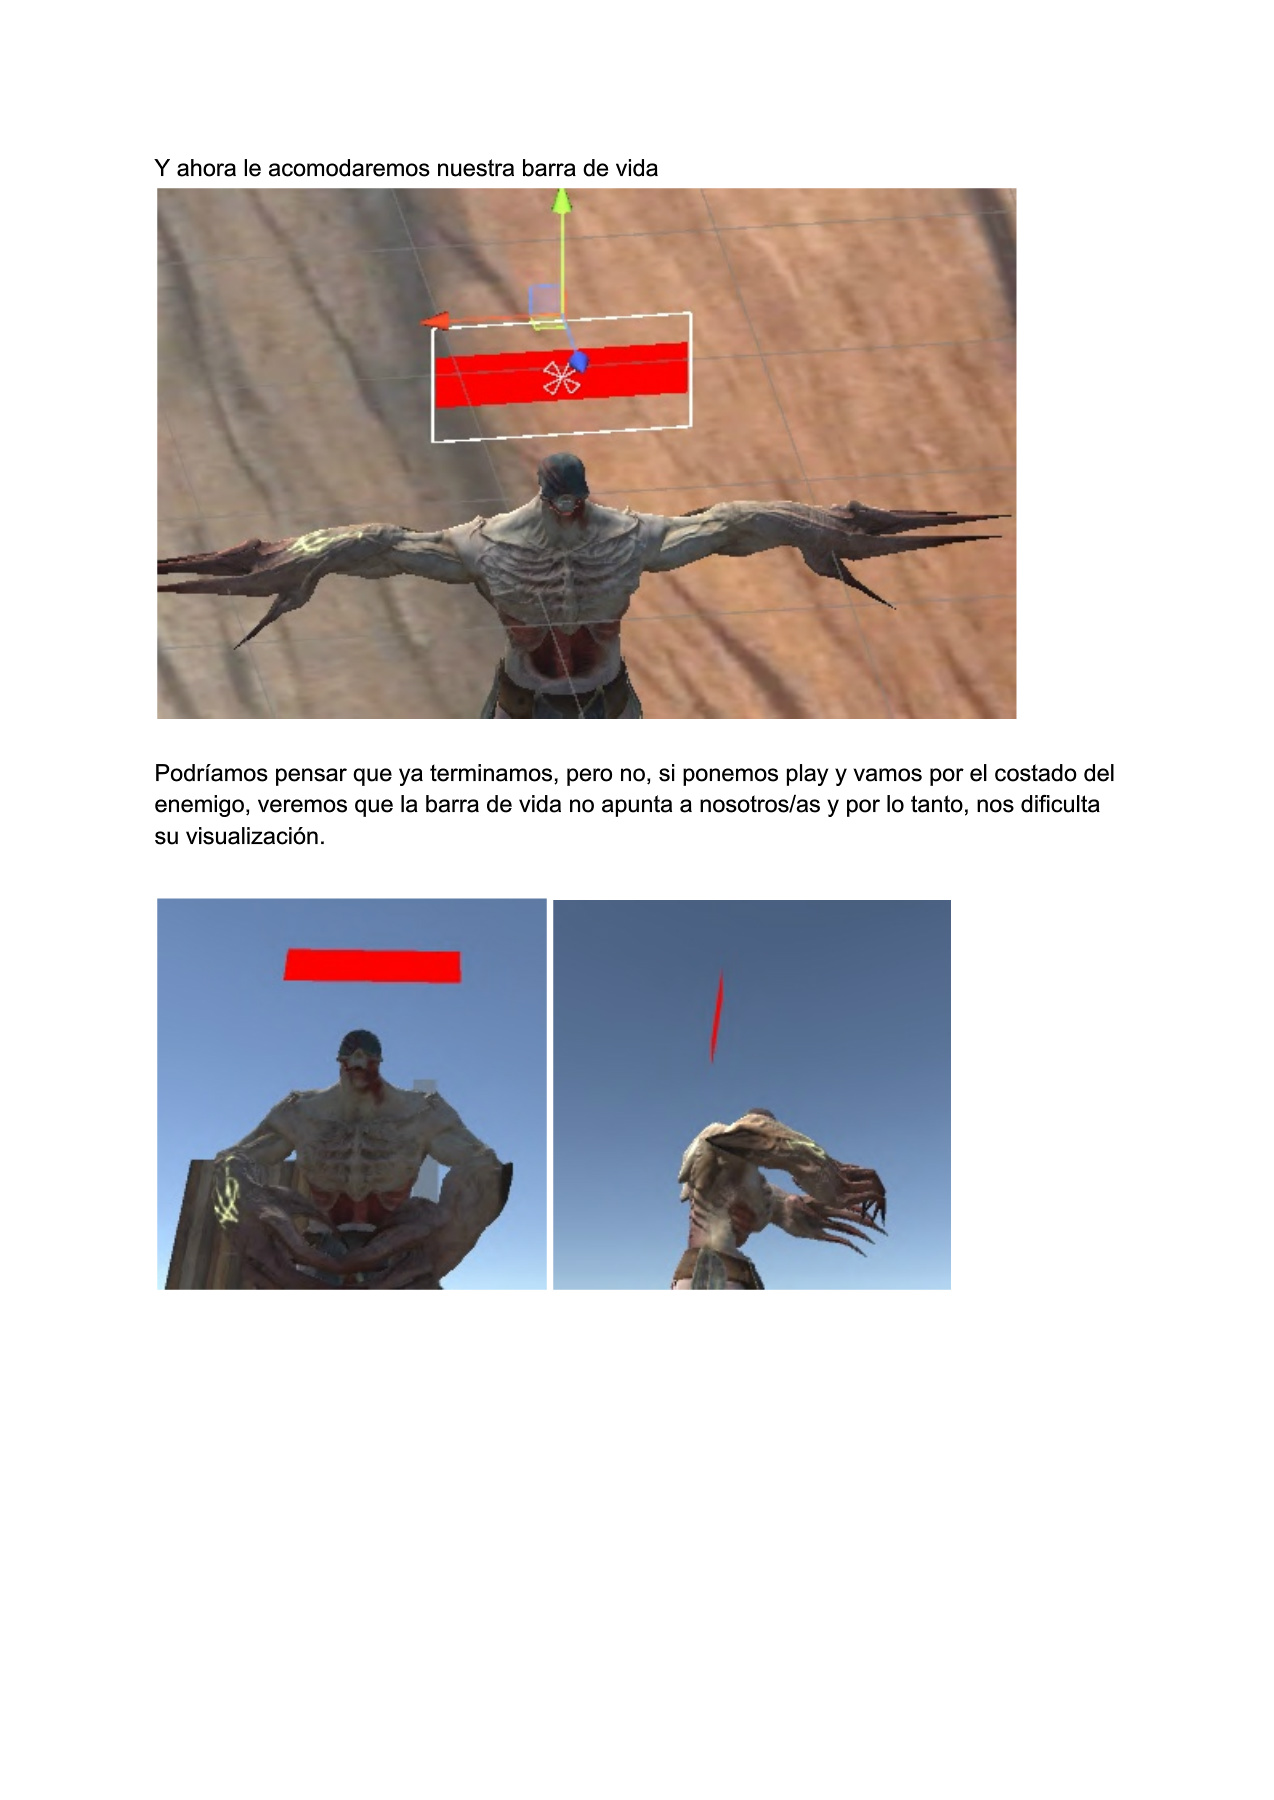 Y ahora le acomodaremos nuestra barra de vida
Podríamos pensar que ya terminamos, pero no, si ponemos play y vamos por el costado del
enemigo, veremos que la barra de vida no apunta a nosotros/as y por lo tanto, nos dificulta
su visualización.